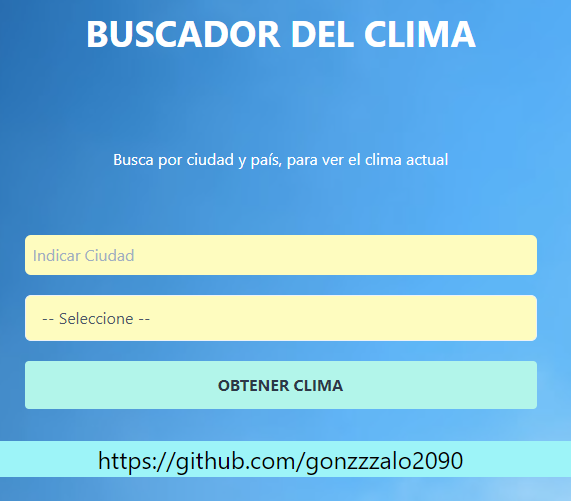 BUSCADOR DEL CLIMA
Busca por ciudad y país, para ver el clima actual
Indicar Ciudad
-- Seleccione --
OBTENER CLIMA
https://github.com/gonzzzalo2090